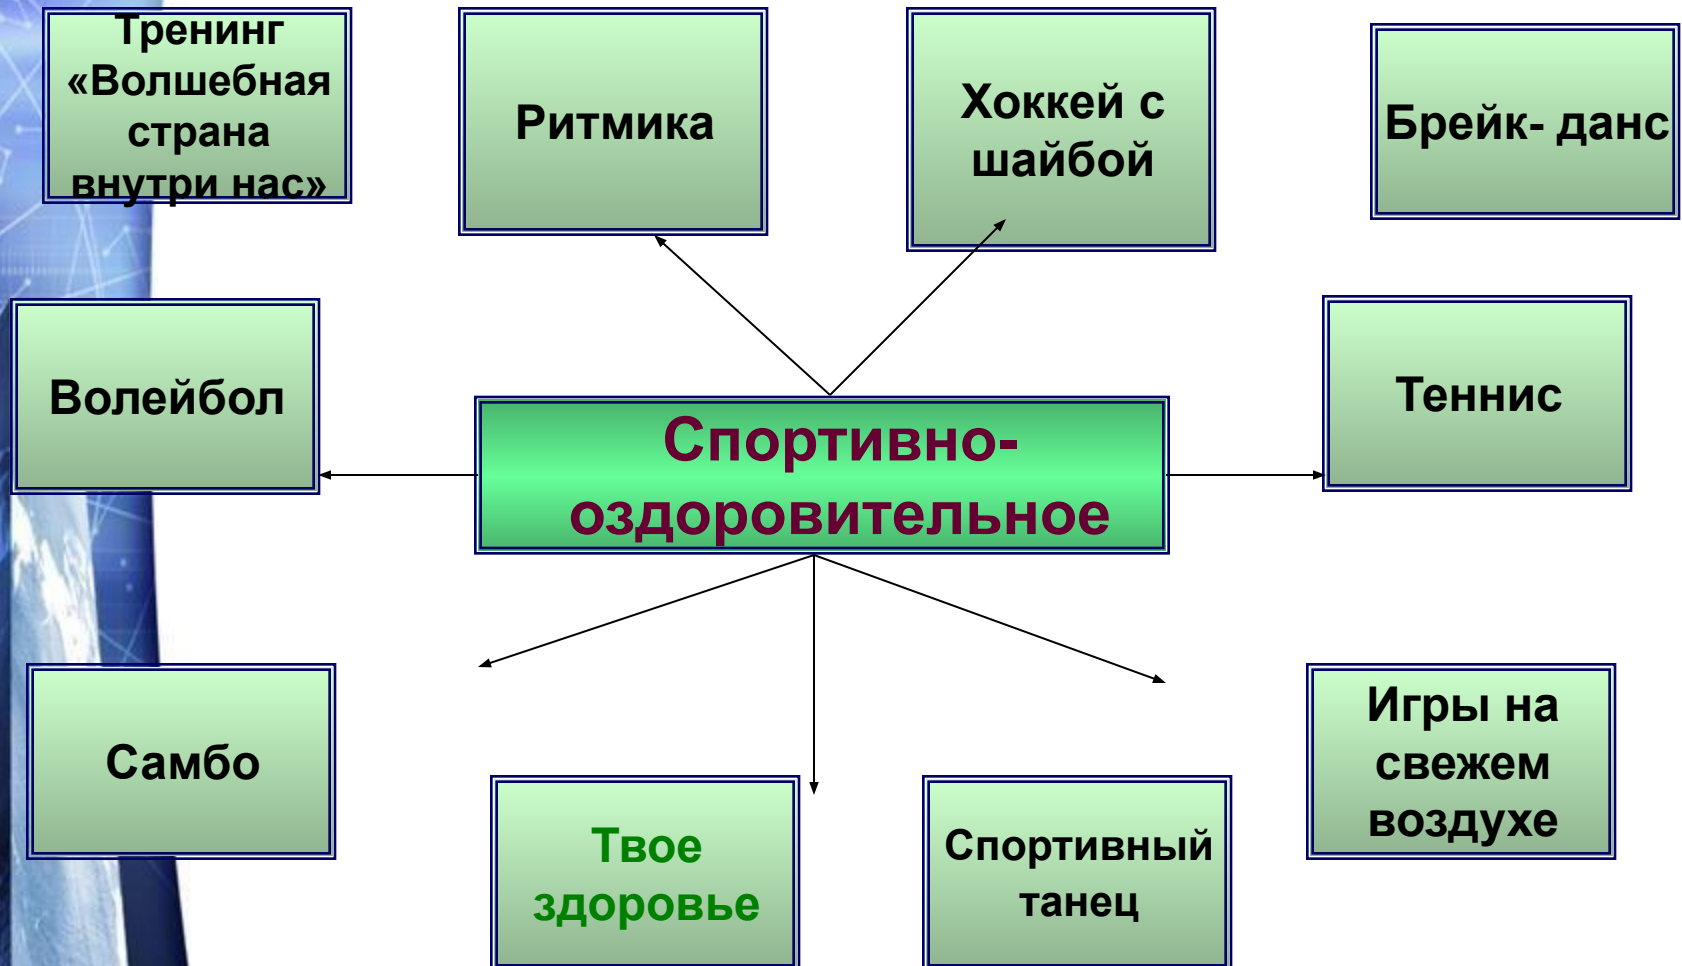 Тренинг
«Волшебная
страна
внутри нас»
Ритмика
Хоккей с
шайбой
Брейк- данс
Волейбол
Теннис
Спортивно-
оздоровительное
Самбо
Твое
здоровье
Спортивный
танец
Игры на
свежем
воздухе